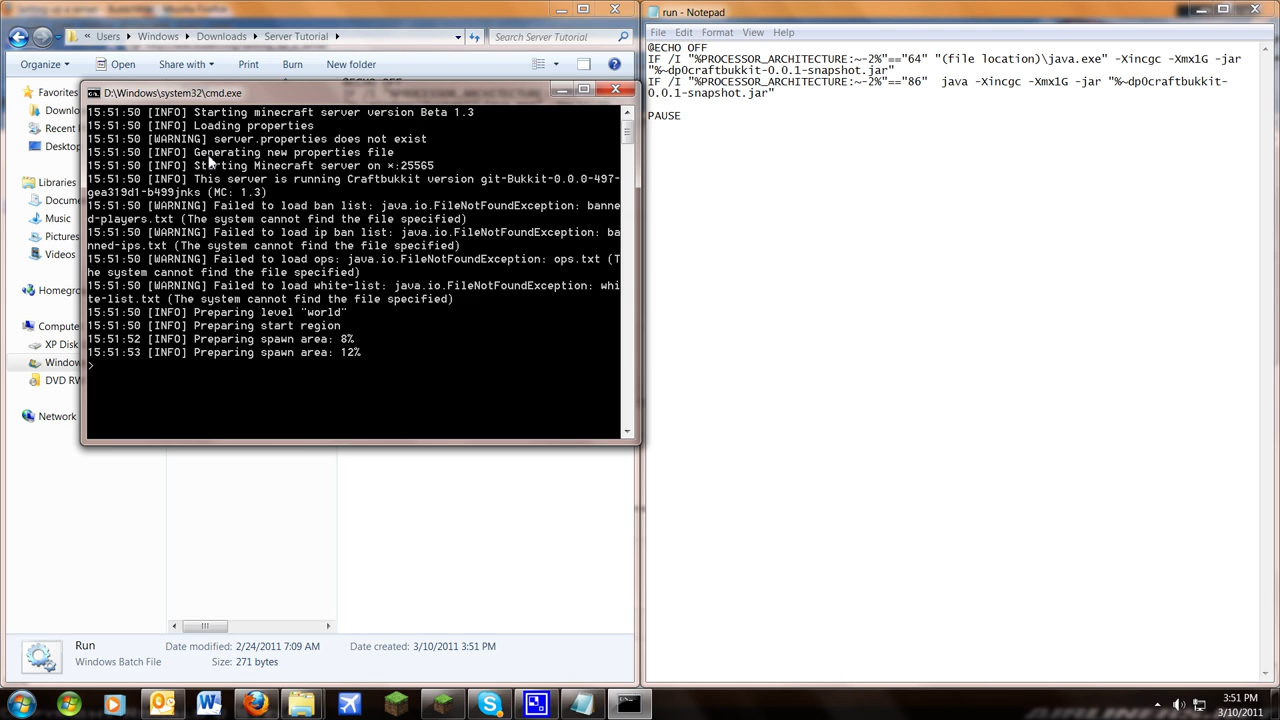 run - Notepad
Users
Windows
Downloads
Server Tutorial
Search Server Tutorial
File Edit Format View Help
Organize
Open
Share with
Print
Burn
New folder
@ECHO OFF
IF /I "%PROCESSOR_ARCHITECTURE:~-2%"=="64" "(file location)\java.exe" -Xincgc -Xmx1G -jar
"%~dp0craftbukkit-0.0.1-snapshot.jar"
IF /I "%PROCESSOR_ARCHITECTURE:~-2%"=="86"  java -Xincgc -Xmx1G -jar "%~dp0craftbukkit-
0.0.1-snapshot.jar"
PAUSE
Favorites
Downlo
Recent
Desktop
Libraries
Docume
Music
Pictures
Videos
Homegro
Compute
XP Disk
Window
DVD RW
Network
D:\Windows\system32\cmd.exe
15:51:50 [INFO] Starting minecraft server version Beta 1.3
15:51:50 [INFO] Loading properties
15:51:50 [WARNING] server.properties does not exist
15:51:50 [INFO] Generating new properties file
15:51:50 [INFO] Starting Minecraft server on *:25565
15:51:50 [INFO] This server is running Craftbukkit version git-Bukkit-0.0.0-497-
gea319d1-b499jnks (MC: 1.3)
15:51:50 [WARNING] Failed to load ban list: java.io.FileNotFoundException: banne
d-players.txt (The system cannot find the file specified)
15:51:50 [WARNING] Failed to load ip ban list: java.io.FileNotFoundException: ba
nned-ips.txt (The system cannot find the file specified)
15:51:50 [WARNING] Failed to load ops: java.io.FileNotFoundException: ops.txt (T
he system cannot find the file specified)
15:51:50 [WARNING] Failed to load white-list: java.io.FileNotFoundException: whi
te-list.txt (The system cannot find the file specified)
15:51:50 [INFO] Preparing level "world"
15:51:50 [INFO] Preparing start region
15:51:52 [INFO] Preparing spawn area: 8%
15:51:53 [INFO] Preparing spawn area: 12%
>
Run
Windows Batch File
Date modified: 2/24/2011 7:09 AM
Size: 271 bytes
Date created: 3/10/2011 3:51 PM
3:51 PM
3/10/2011